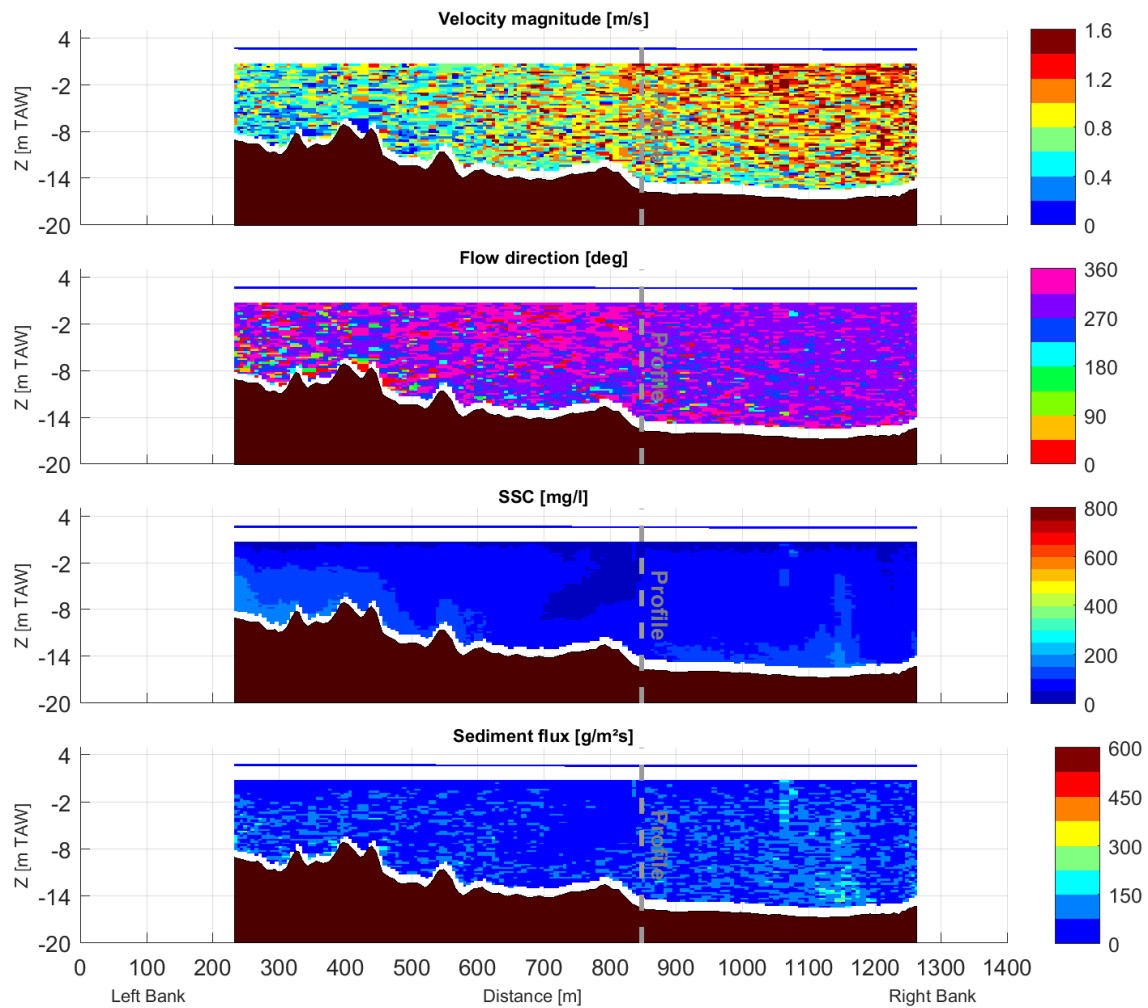 Velocity magnitude [m/s]
4
-2
-8
-14
-20
Z [m TAW]
Profile
1.6
1.2
0.8
0.4
0
Flow direction [deg]
4
-2
-8
-14
-20
Z [m TAW]
Profile
360
270
180
90
0
SSC [mg/l]
4
-2
-8
-14
-20
Z [m TAW]
Profile
800
600
400
200
0
Sediment flux [g/m²s]
4
-2
-8
-14
-20
Z [m TAW]
Profile
600
450
300
150
0
0 100 200 300 400 500 600 700 800 900 1000 1100 1200 1300 1400
Left Bank Distance [m] Right Bank